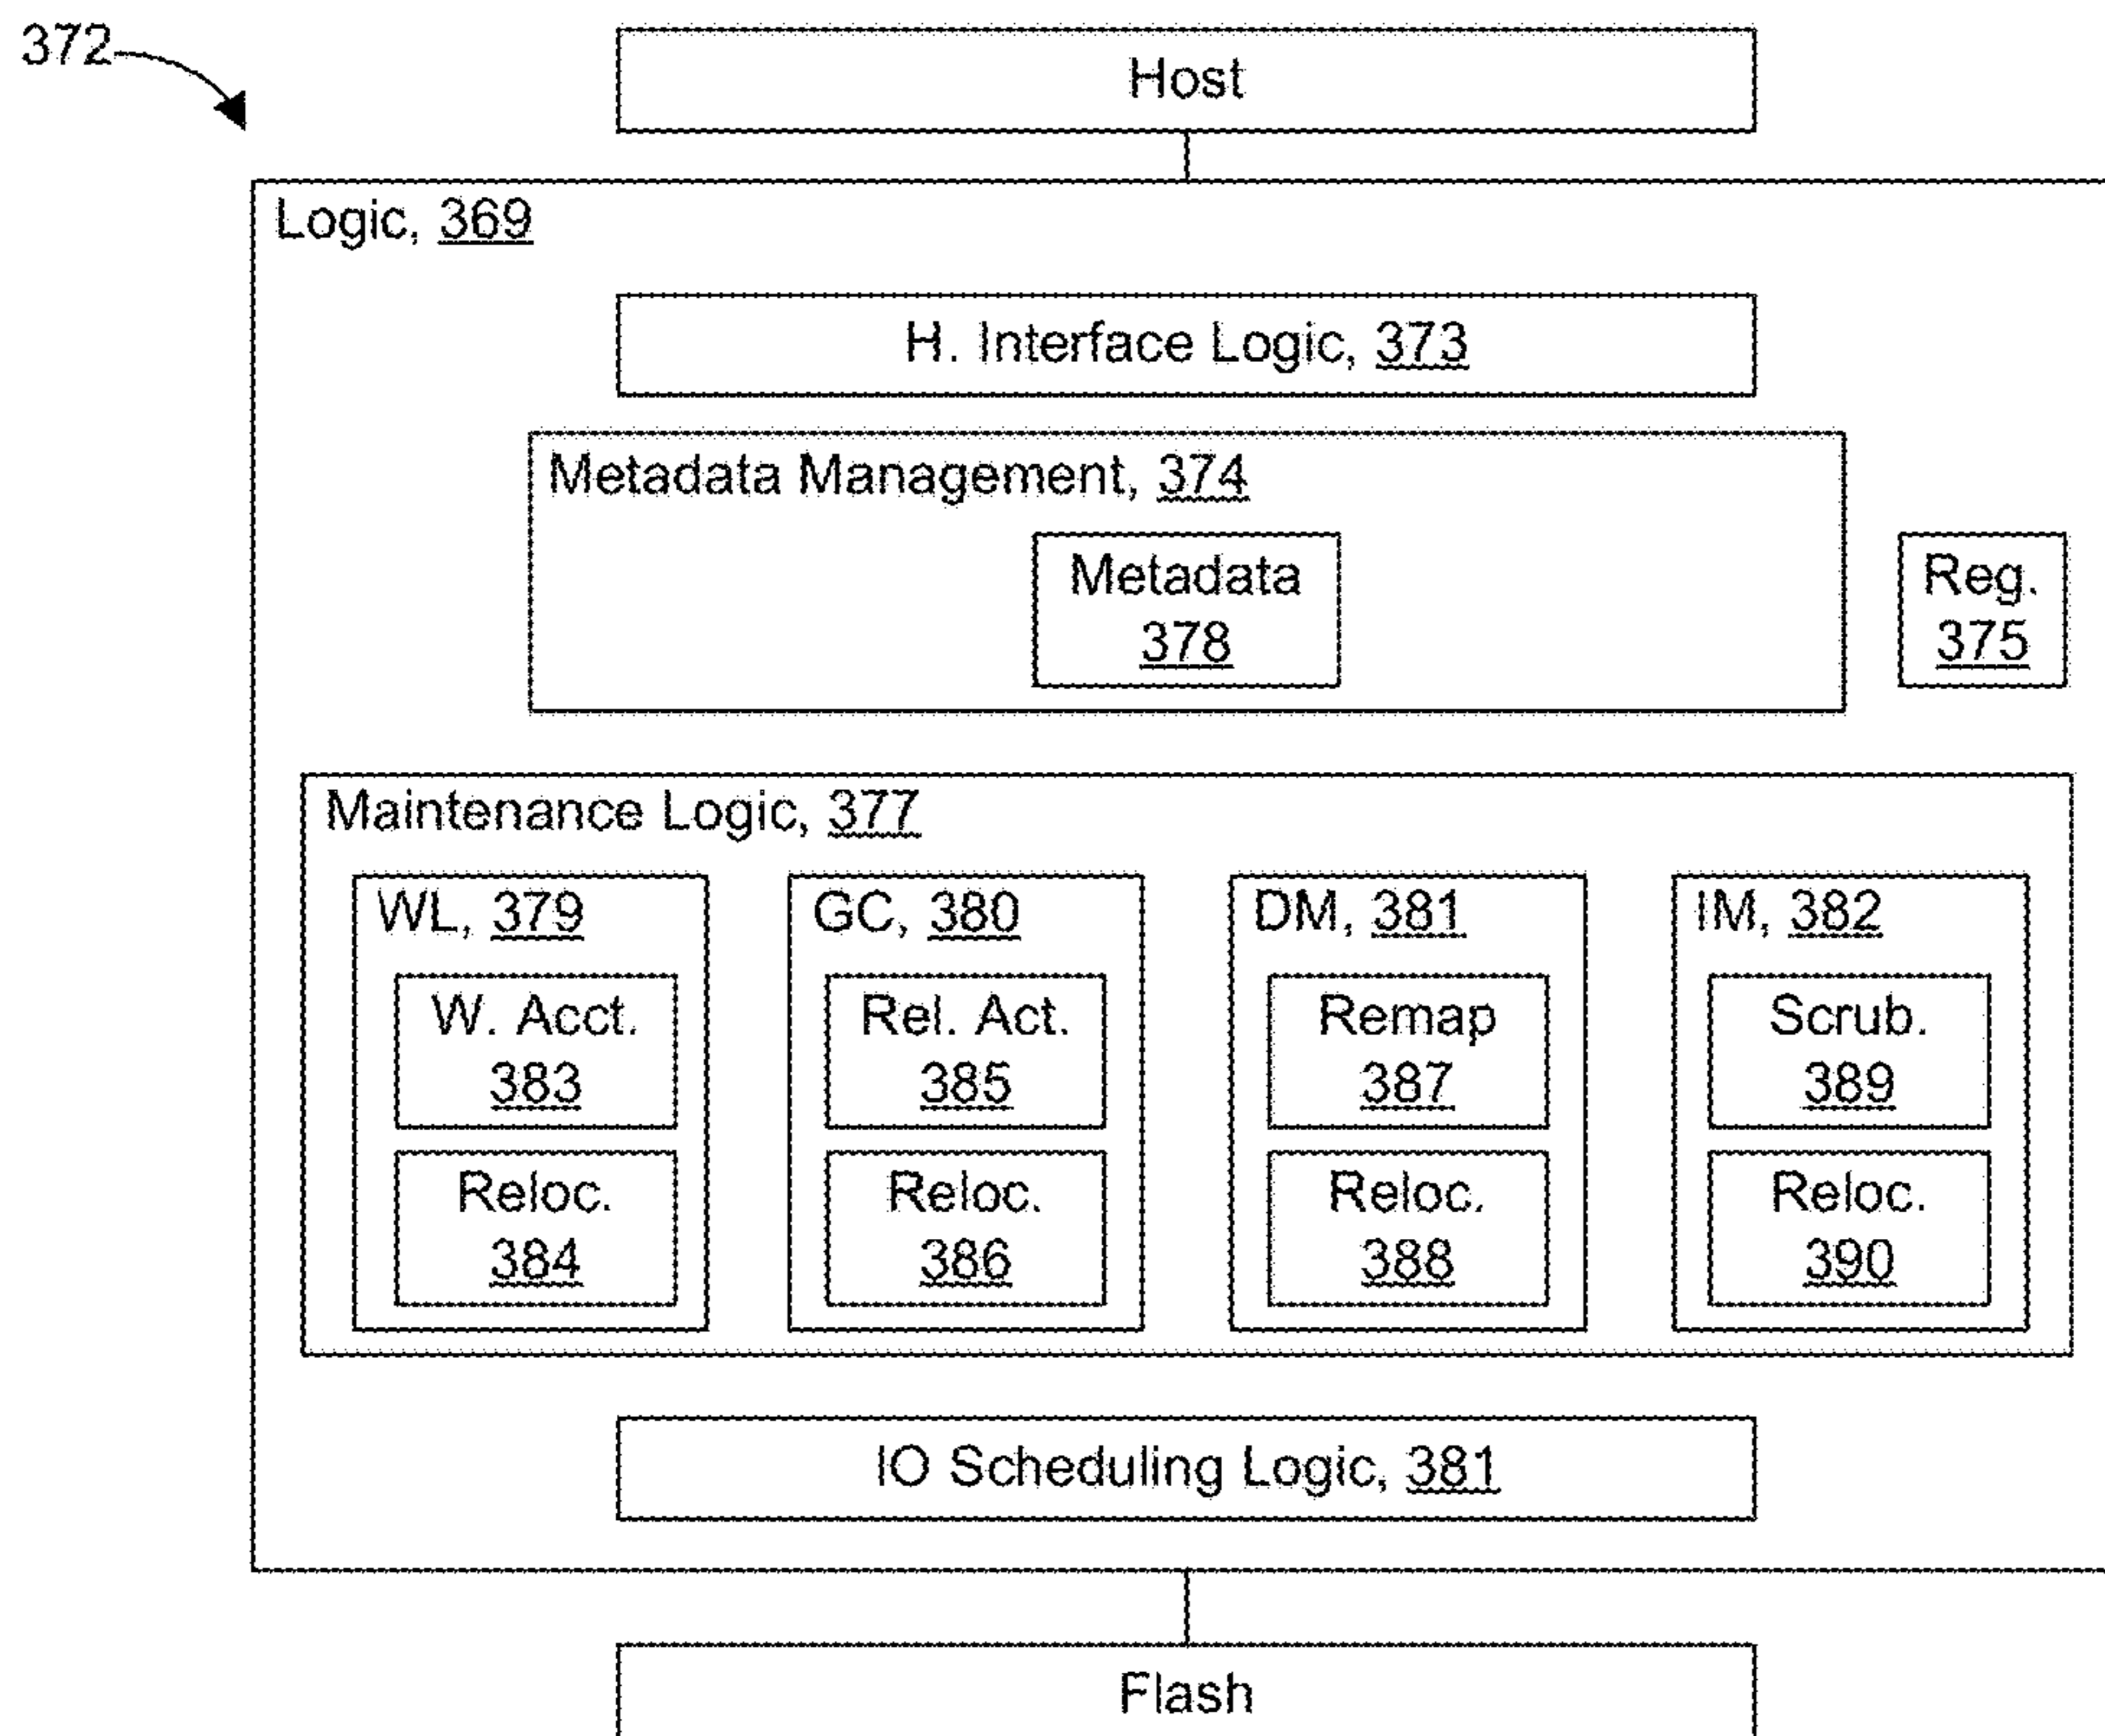 372
Host
Logic, 369
H. Interface Logic, 373
Metadata Management, 374
Metadata
378
Reg.
375
Maintenance Logic, 377
WL, 379
W. Acct.
383
Reloc.
384
GC, 380
Rel. Act.
385
Reloc.
386
DM, 381
Remap
387
Reloc.
388
IM, 382
Scrub.
389
Reloc.
390
IO Scheduling Logic, 381
Flash